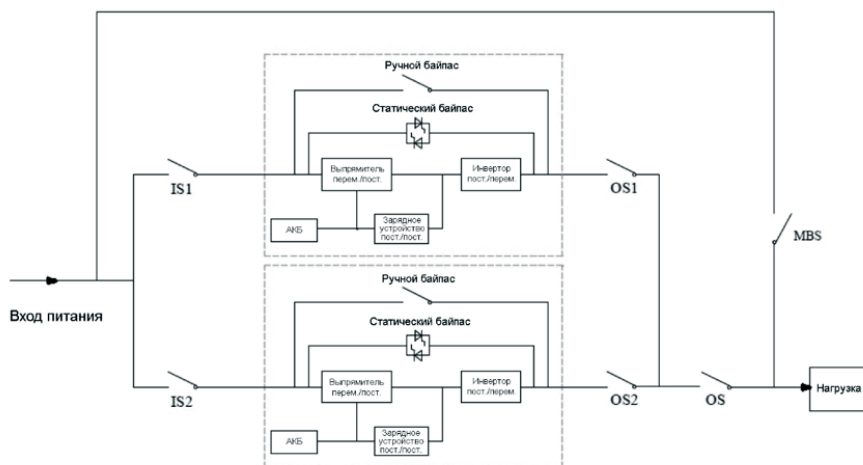 Ручной байпас
Статический байпас
Выпрямитель
перем./пост.
Инвертор
пост./перем.
IS1
OS1
АКБ
Зарядное
устройство
пост./пост.
MBS
Вход питания
Ручной байпас
Статический байпас
Выпрямитель
перем./пост.
Инвертор
пост./перем.
Нагрузка
IS2
OS2
OS
АКБ
Зарядное
устройство
пост./пост.